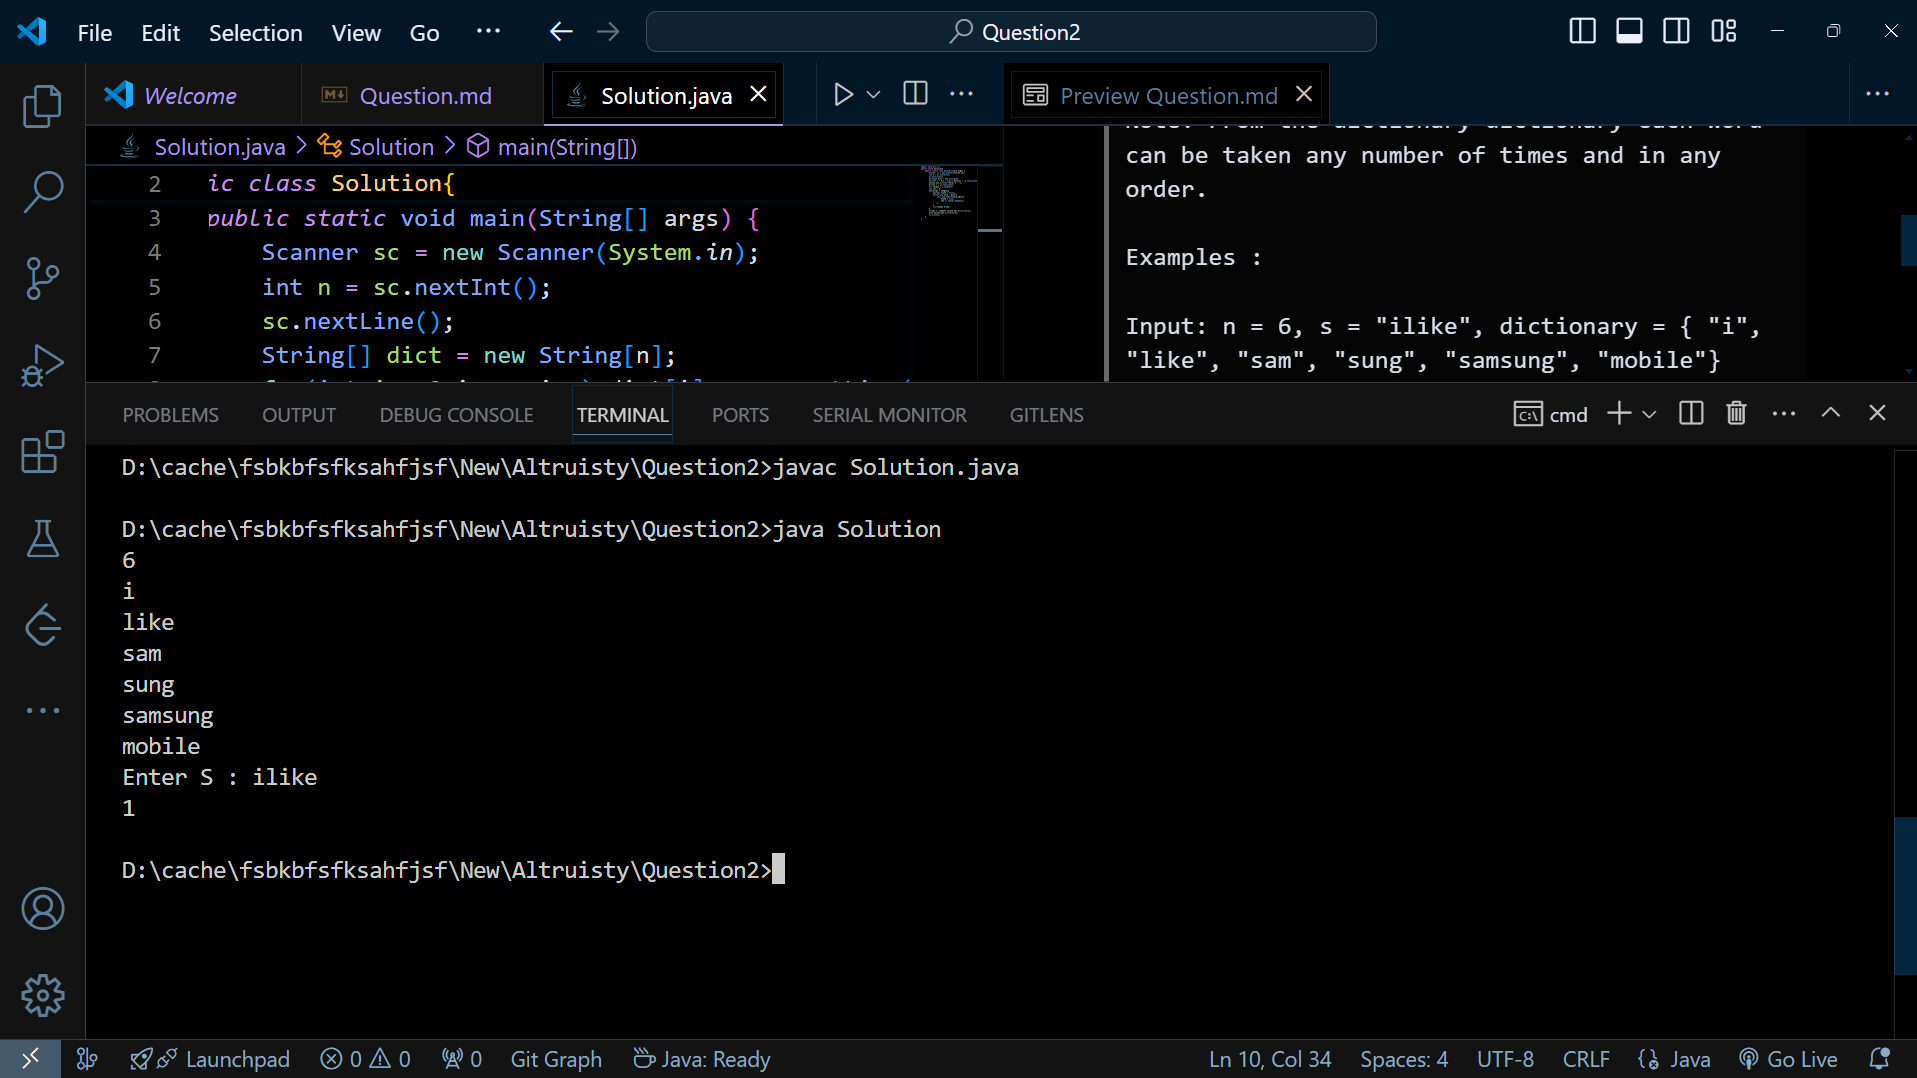 File Edit Selection View Go ··· Question2
Welcome Question.md Solution.java Preview Question.md
Solution.java > Solution > main(String[])
2 ic class Solution{
3 public static void main(String[] args) {
4 Scanner sc = new Scanner(System.in);
5 int n = sc.nextInt();
6 sc.nextLine();
7 String[] dict = new String[n];
can be taken any number of times and in any
order.
Examples :
Input: n = 6, s = "ilike", dictionary = { "i",
"like", "sam", "sung", "samsung", "mobile"}
PROBLEMS OUTPUT DEBUG CONSOLE TERMINAL PORTS SERIAL MONITOR GITLENS cmd
D:\cache\fsbkbfsfksahfjsf\New\Altruisty\Question2>javac Solution.java
D:\cache\fsbkbfsfksahfjsf\New\Altruisty\Question2>java Solution
6
i
like
sam
sung
samsung
mobile
Enter S : ilike
1
D:\cache\fsbkbfsfksahfjsf\New\Altruisty\Question2>
Launchpad 0 0 0 Git Graph Java: Ready Ln 10, Col 34 Spaces: 4 UTF-8 CRLF Java Go Live